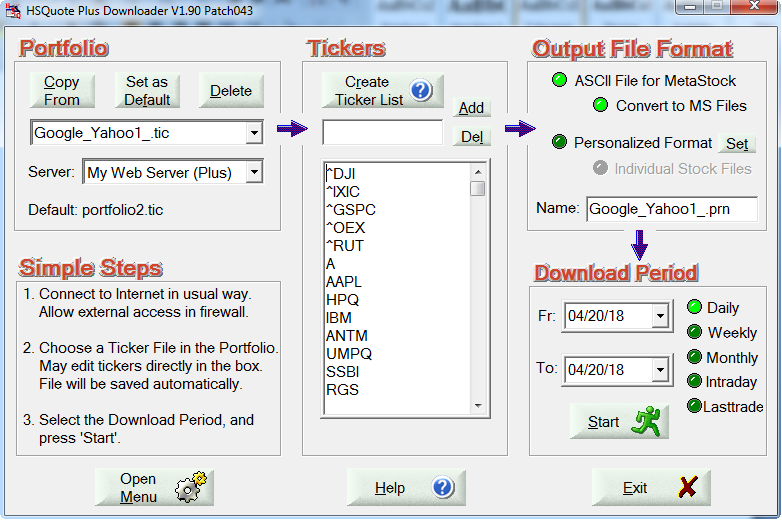 HSQuote Plus Downloader V1.90 Patch043
Portfolio
Copy
From
Set as
Default
Delete
Google_Yahoo1_.tic
Server:
My Web Server (Plus)
Default: portfolio2.tic
Simple Steps
1. Connect to Internet in usual way.
Allow external access in firewall.
2. Choose a Ticker File in the Portfolio.
May edit tickers directly in the box.
File will be saved automatically.
3. Select the Download Period, and
press 'Start'.
Open
Menu
Tickers
Create
Ticker List
?
Add
Del
^DJI
^IXIC
^GSPC
^OEX
^RUT
A
AAPL
HPQ
IBM
ANTM
UMPQ
SSBI
RGS
Help
?
Output File Format
ASCII File for MetaStock
Convert to MS Files
Personalized Format
Set
Individual Stock Files
Name:
Google_Yahoo1_.prn
Download Period
Fr:
04/20/18
To:
04/20/18
Daily
Weekly
Monthly
Intraday
Lasttrade
Start
Exit